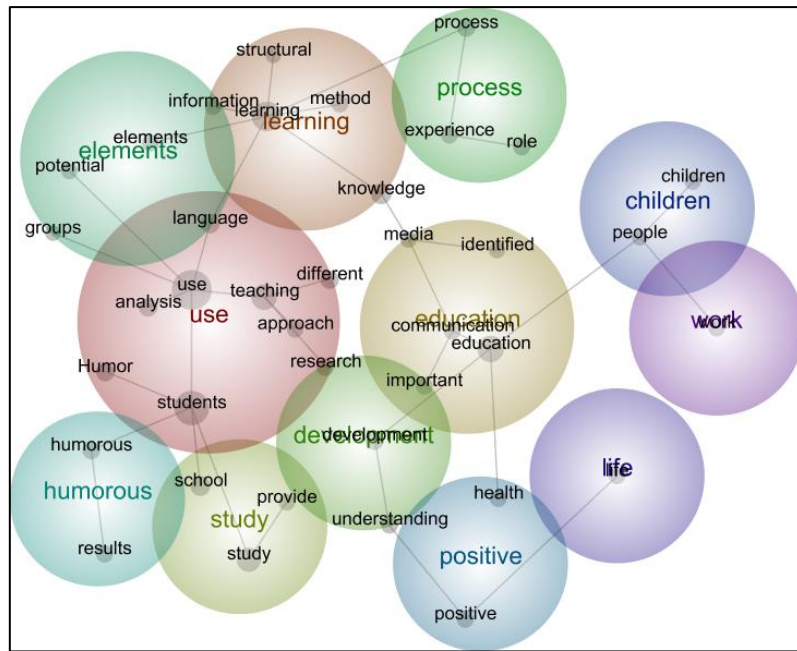 process
structural
process
information
method
learning
learning
experience
role
elements
elements
potential
children
knowledge
children
language
groups
people
media
identified
different
use
teaching
analysis
use
approach
education
communication
work
work
education
research
Humor
important
students
development
development
humorous
life
life
school
provide
health
humorous
study
understanding
results
study
positive
positive